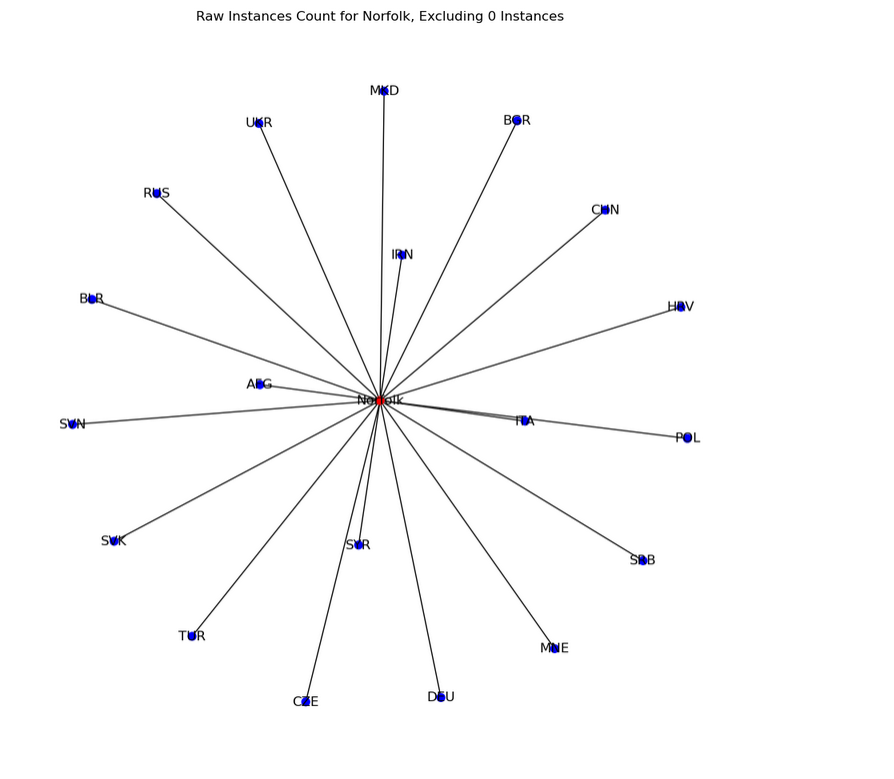 Raw Instances Count for Norfolk, Excluding 0 Instances
MKD
BGR
UKR
RUS
CHN
IRN
BLR
HRV
AFG
Norfolk
ITA
SVN
POL
SVK
SYR
SRB
TUR
MNE
DEU
CZE